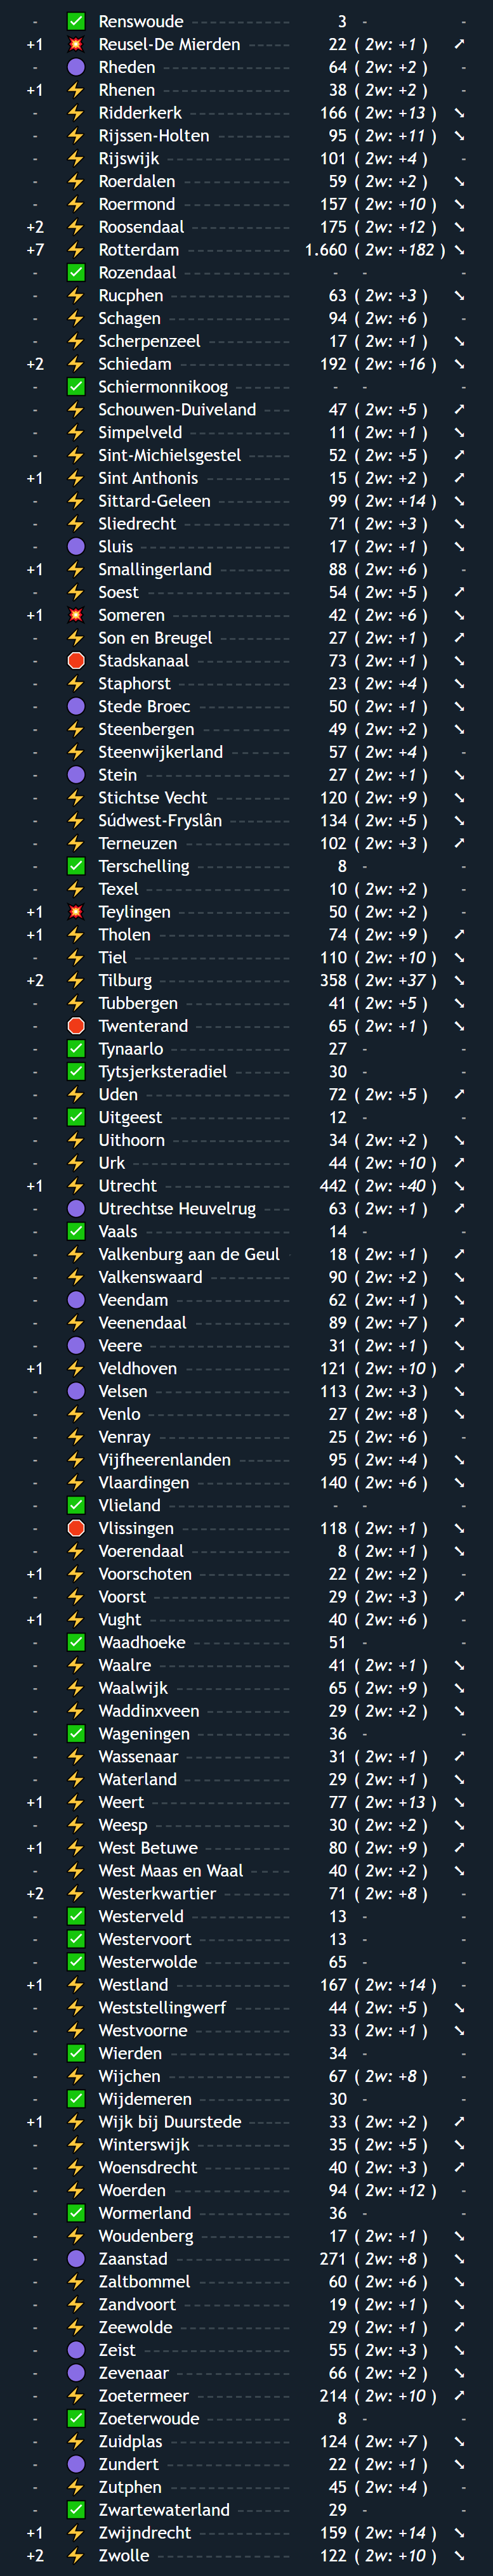 - ✅ Renswoude ------------- 3 - -
+1 💥 Reusel-De Mierden ------ 22 ( 2w: +1 ) ➚
- 🟣 Rheden ---------------- 64 ( 2w: +2 ) -
+1 ⚡ Rhenen ---------------- 38 ( 2w: +2 ) -
- ⚡ Ridderkerk ------------- 166 ( 2w: +13 ) ➘
- ⚡ Rijssen-Holten ---------- 95 ( 2w: +11 ) ➘
- ⚡ Rijswijk ---------------- 101 ( 2w: +4 ) -
- ⚡ Roerdalen -------------- 59 ( 2w: +2 ) ➘
- ⚡ Roermond -------------- 157 ( 2w: +10 ) ➘
+2 ⚡ Roosendaal ------------ 175 ( 2w: +12 ) ➘
+7 ⚡ Rotterdam ------------- 1.660 ( 2w: +182 ) ➘
- ✅ Rozendaal -------------- - - -
- ⚡ Rucphen --------------- 63 ( 2w: +3 ) ➘
- ⚡ Schagen --------------- 94 ( 2w: +6 ) -
- ⚡ Scherpenzeel ----------- 17 ( 2w: +1 ) ➘
+2 ⚡ Schiedam -------------- 192 ( 2w: +16 ) ➘
- ✅ Schiermonnikoog ------- - - -
- ⚡ Schouwen-Duiveland ---- 47 ( 2w: +5 ) ➚
- ⚡ Simpelveld ------------- 11 ( 2w: +1 ) ➘
- ⚡ Sint-Michielsgestel ------ 52 ( 2w: +5 ) ➚
+1 ⚡ Sint Anthonis ----------- 15 ( 2w: +2 ) ➚
- ⚡ Sittard-Geleen ---------- 99 ( 2w: +14 ) ➘
- ⚡ Sliedrecht -------------- 71 ( 2w: +3 ) ➘
- 🟣 Sluis ------------------- 17 ( 2w: +1 ) ➘
+1 ⚡ Smallingerland --------- 88 ( 2w: +6 ) -
- ⚡ Soest ------------------ 54 ( 2w: +5 ) ➚
+1 💥 Someren --------------- 42 ( 2w: +6 ) ➘
- ⚡ Son en Breugel --------- 27 ( 2w: +1 ) ➚
- 🛑 Stadskanaal ------------ 73 ( 2w: +1 ) ➘
- ⚡ Staphorst -------------- 23 ( 2w: +4 ) ➘
- 🟣 Stede Broec ------------ 50 ( 2w: +1 ) ➘
- ⚡ Steenbergen ----------- 49 ( 2w: +2 ) ➘
- ⚡ Steenwijkerland -------- 57 ( 2w: +4 ) -
- 🟣 Stein ------------------ 27 ( 2w: +1 ) ➘
- ⚡ Stichtse Vecht ---------- 120 ( 2w: +9 ) ➘
- ⚡ Súdwest-Fryslân -------- 134 ( 2w: +5 ) ➘
- ⚡ Terneuzen -------------- 102 ( 2w: +3 ) ➚
- ✅ Terschelling ------------ 8 - -
- ⚡ Texel ------------------ 10 ( 2w: +2 ) -
+1 💥 Teylingen -------------- 50 ( 2w: +2 ) -
+1 ⚡ Tholen ----------------- 74 ( 2w: +9 ) ➚
- ⚡ Tiel -------------------- 110 ( 2w: +10 ) ➘
+2 ⚡ Tilburg ----------------- 358 ( 2w: +37 ) ➘
- ⚡ Tubbergen ------------- 41 ( 2w: +5 ) ➘
- 🛑 Twenterand ------------ 65 ( 2w: +1 ) ➘
- ✅ Tynaarlo --------------- 27 - -
- ✅ Tytsjerksteradiel -------- 30 - -
- ⚡ Uden ------------------ 72 ( 2w: +5 ) ➚
- ✅ Uitgeest --------------- 12 - -
- ⚡ Uithoorn --------------- 34 ( 2w: +2 ) ➘
- ⚡ Urk -------------------- 44 ( 2w: +10 ) ➚
+1 ⚡ Utrecht ---------------- 442 ( 2w: +40 ) ➘
- 🟣 Utrechtse Heuvelrug ---- 63 ( 2w: +1 ) ➚
- ✅ Vaals ------------------ 14 - -
- ⚡ Valkenburg aan de Geul - 18 ( 2w: +1 ) ➚
- ⚡ Valkenswaard ---------- 90 ( 2w: +2 ) ➘
- 🟣 Veendam -------------- 62 ( 2w: +1 ) ➘
- ⚡ Veenendaal ------------ 89 ( 2w: +7 ) ➚
- 🟣 Veere ------------------ 31 ( 2w: +1 ) ➘
+1 ⚡ Veldhoven ------------- 121 ( 2w: +10 ) ➚
- 🟣 Velsen ----------------- 113 ( 2w: +3 ) ➘
- ⚡ Venlo ------------------ 27 ( 2w: +8 ) ➘
- ⚡ Venray ---------------- 25 ( 2w: +6 ) -
- ⚡ Vijfheerenlanden ------- 95 ( 2w: +4 ) ➘
- ⚡ Vlaardingen ------------ 140 ( 2w: +6 ) ➘
- ✅ Vlieland --------------- - - -
- 🛑 Vlissingen -------------- 118 ( 2w: +1 ) ➘
- ⚡ Voerendaal ------------ 8 ( 2w: +1 ) ➘
+1 ⚡ Voorschoten ----------- 22 ( 2w: +2 ) -
- ⚡ Voorst ----------------- 29 ( 2w: +3 ) ➚
+1 ⚡ Vught ----------------- 40 ( 2w: +6 ) -
- ✅ Waadhoeke ------------ 51 - -
- ⚡ Waalre ---------------- 41 ( 2w: +1 ) ➘
- ⚡ Waalwijk -------------- 65 ( 2w: +9 ) ➘
- ⚡ Waddinxveen ---------- 29 ( 2w: +2 ) ➘
- ✅ Wageningen ----------- 36 - -
- ⚡ Wassenaar ------------ 31 ( 2w: +1 ) ➚
- ⚡ Waterland ------------- 29 ( 2w: +1 ) ➘
+1 ⚡ Weert ----------------- 77 ( 2w: +13 ) ➘
- ⚡ Weesp ---------------- 30 ( 2w: +2 ) ➘
+1 ⚡ West Betuwe ---------- 80 ( 2w: +9 ) ➚
- ⚡ West Maas en Waal ---- 40 ( 2w: +2 ) ➘
+2 ⚡ Westerkwartier -------- 71 ( 2w: +8 ) -
- ✅ Westerveld ------------ 13 - -
- ✅ Westervoort ----------- 13 - -
- ✅ Westerwolde ---------- 65 - -
+1 ⚡ Westland -------------- 167 ( 2w: +14 ) -
- ⚡ Weststellingwerf ------- 44 ( 2w: +5 ) ➘
- ⚡ Westvoorne ----------- 33 ( 2w: +1 ) ➘
- ✅ Wierden --------------- 34 - -
- ⚡ Wijchen --------------- 67 ( 2w: +8 ) -
- ✅ Wijdemeren ----------- 30 - -
+1 ⚡ Wijk bij Duurstede ----- 33 ( 2w: +2 ) ➚
- ⚡ Winterswijk ------------ 35 ( 2w: +5 ) ➘
- ⚡ Woensdrecht ---------- 40 ( 2w: +3 ) ➚
- ⚡ Woerden -------------- 94 ( 2w: +12 ) -
- ✅ Wormerland ----------- 36 - -
- ⚡ Woudenberg ----------- 17 ( 2w: +1 ) ➘
- 🟣 Zaanstad -------------- 271 ( 2w: +8 ) ➘
- ⚡ Zaltbommel ----------- 60 ( 2w: +6 ) ➘
- ⚡ Zandvoort ------------- 19 ( 2w: +1 ) ➘
- ⚡ Zeewolde -------------- 29 ( 2w: +1 ) ➚
- 🟣 Zeist ------------------- 55 ( 2w: +3 ) ➘
- 🟣 Zevenaar -------------- 66 ( 2w: +2 ) ➘
- ⚡ Zoetermeer ------------ 214 ( 2w: +10 ) ➚
- ✅ Zoeterwoude ---------- 8 - -
- ⚡ Zuidplas --------------- 124 ( 2w: +7 ) ➘
- 🟣 Zundert --------------- 22 ( 2w: +1 ) ➘
- ⚡ Zutphen --------------- 45 ( 2w: +4 ) -
- ✅ Zwartewaterland ------- 29 - -
+1 ⚡ Zwijndrecht ------------ 159 ( 2w: +14 ) ➘
+2 ⚡ Zwolle ----------------- 122 ( 2w: +10 ) ➘